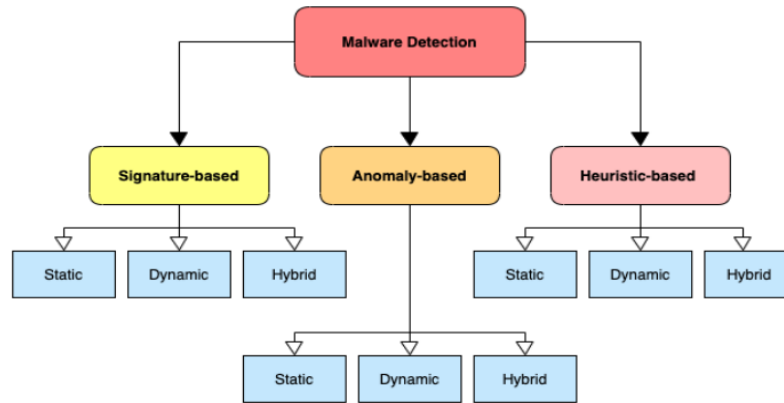 Malware Detection
Signature-based
Anomaly-based
Heuristic-based
Static
Dynamic
Hybrid
Static
Dynamic
Hybrid
Static
Dynamic
Hybrid